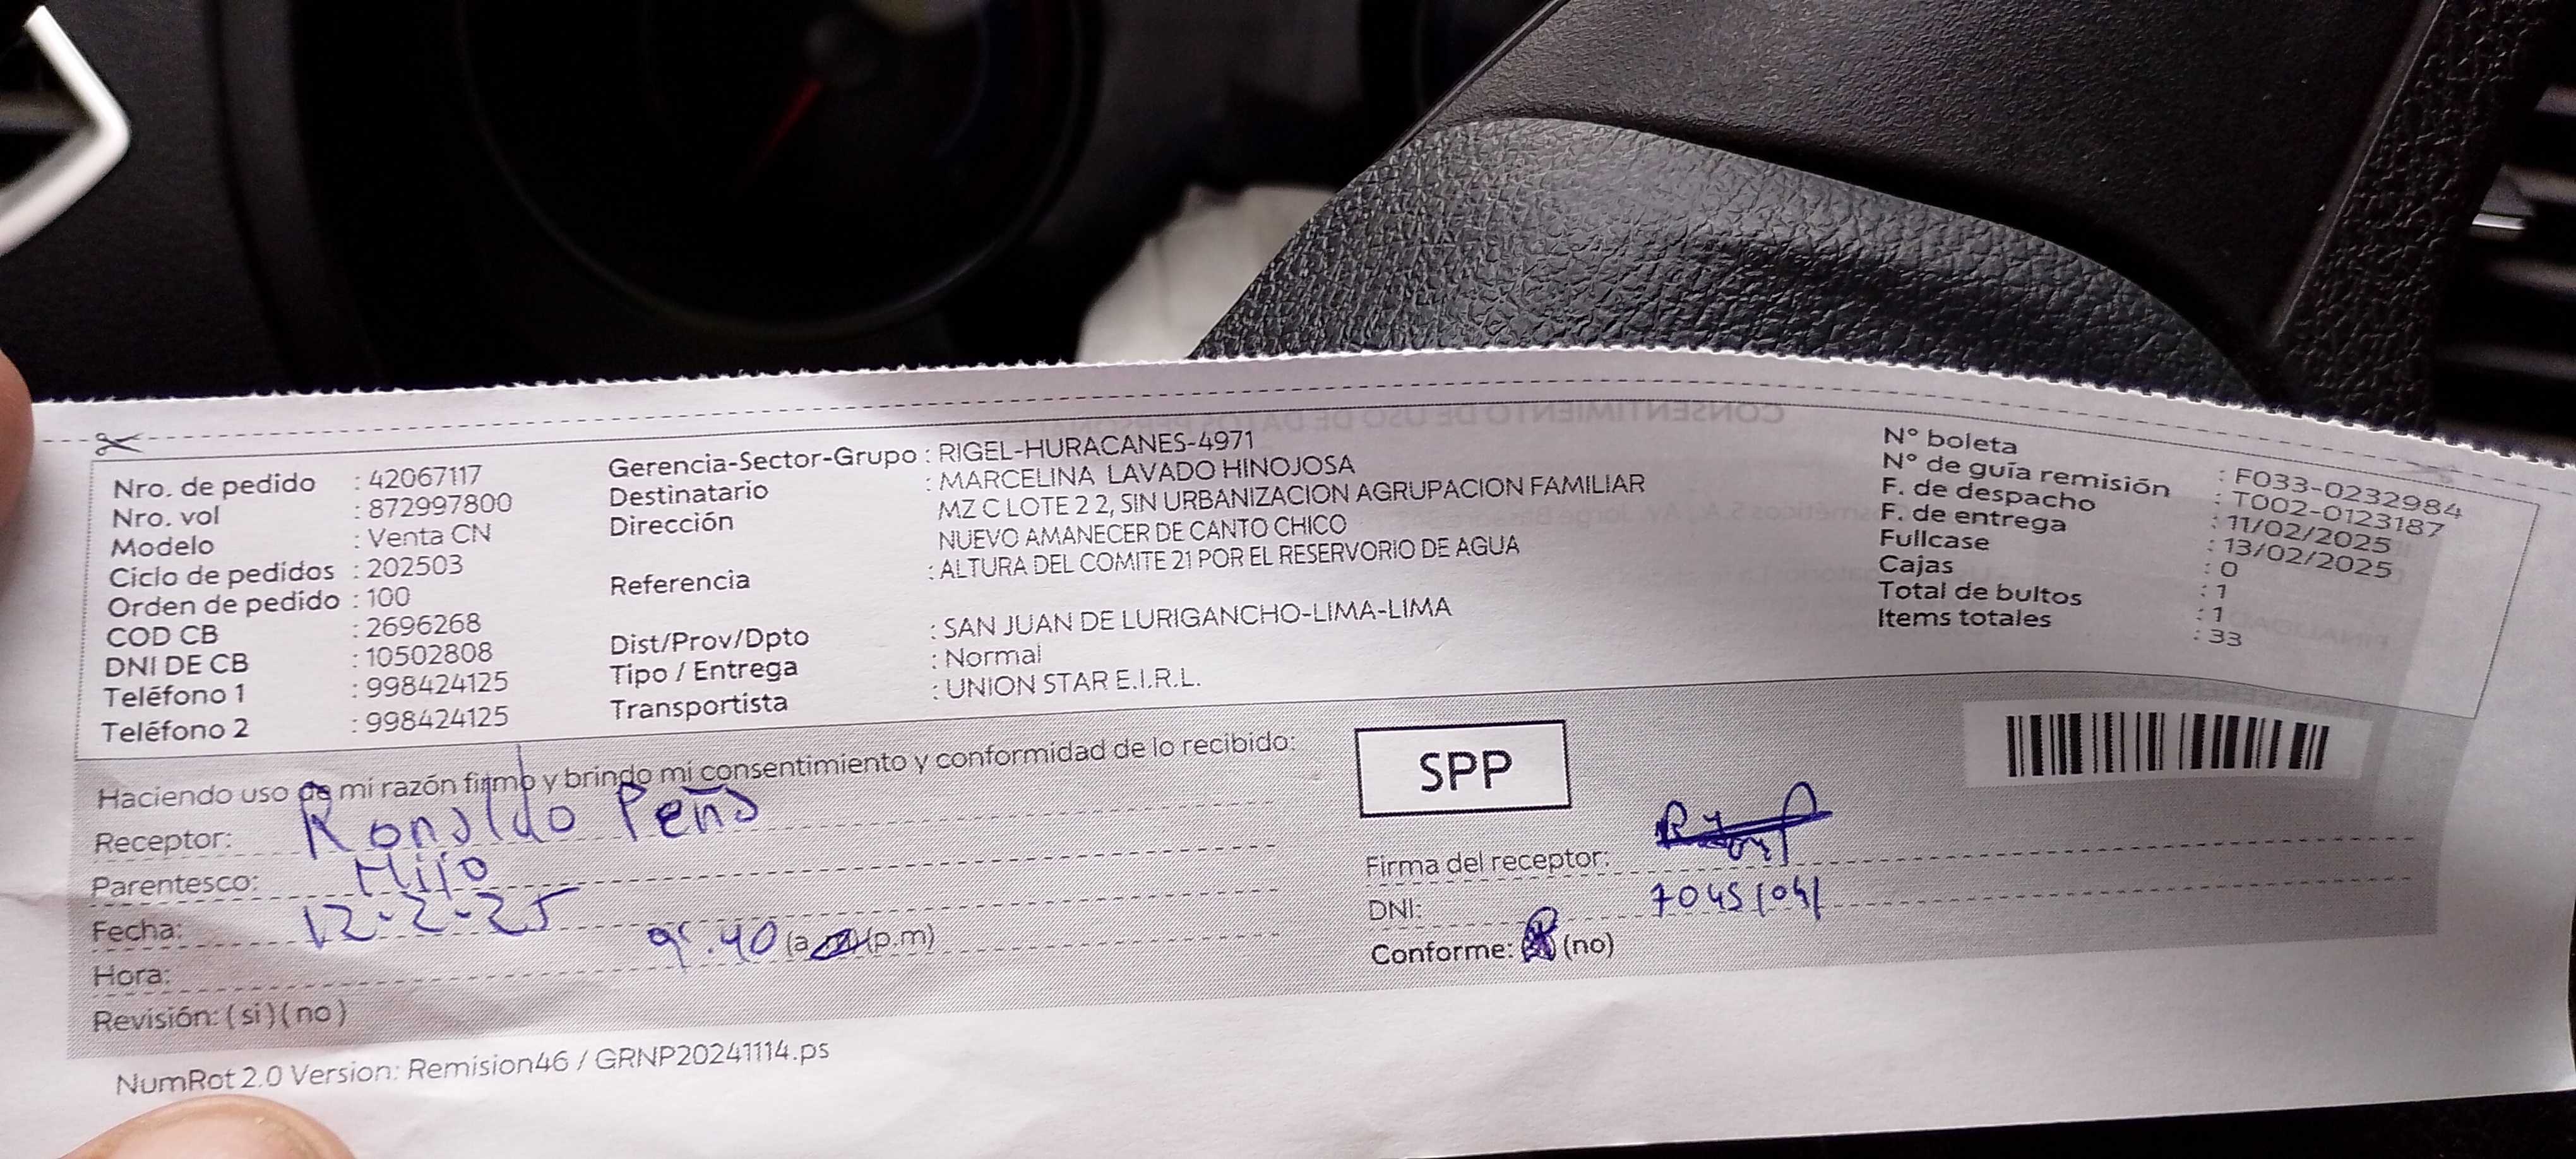 Nro. de pedido : 42067117
Nro. vol : 872997800
Modelo : Venta CN
Ciclo de pedidos : 202503
Orden de pedido : 100
COD CB : 2696268
DNI DE CB : 10502808
Teléfono 1 : 998424125
Teléfono 2 : 998424125
Gerencia-Sector-Grupo : RIGEL-HURACANES-4971
Destinatario : MARCELINA LAVADO HINOJOSA
Dirección MZ C LOTE 2 2, SIN URBANIZACION AGRUPACION FAMILIAR
NUEVO AMANECER DE CANTO CHICO
Referencia : ALTURA DEL COMITE 21 POR EL RESERVORIO DE AGUA
Dist/Prov/Dpto : SAN JUAN DE LURIGANCHO-LIMA-LIMA
Tipo / Entrega : Normal
Transportista : UNION STAR E.I.R.L.
N° boleta : F033-0232984
N° de guía remisión : T002-0123187
F. de despacho : 11/02/2025
F. de entrega : 13/02/2025
Fullcase : 0
Cajas : 1
Total de bultos : 1
Items totales : 33
Haciendo uso de mi razón firmo y brindo mi consentimiento y conformidad de lo recibido:
SPP
Receptor: Ronaldo Peña
Parentesco: Hijo
Fecha: 12-2-25
Hora: 9:40 (a.m) (p.m)
Revisión: (si) (no)
Firma del receptor:
DNI:
Conforme: (no)
NumRot 2.0 Version: Remision46 / GRNP20241114.ps